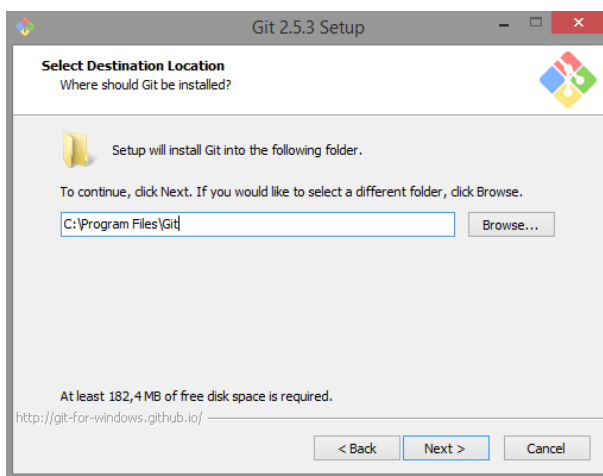 Git 2.5.3 Setup
Select Destination Location
Where should Git be installed?
Setup will install Git into the following folder.
To continue, click Next. If you would like to select a different folder, click Browse.
C:\Program Files\Git
Browse...
At least 182,4 MB of free disk space is required.
http://git-for-windows.github.io/
< Back
Next >
Cancel